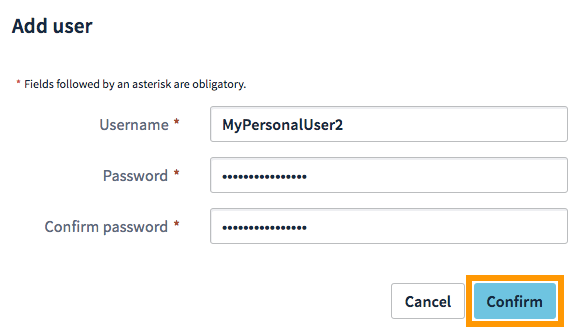 Add user
* Fields followed by an asterisk are obligatory.
Username * MyPersonalUser2
Password * ••••••••••••••••
Confirm password * ••••••••••••••••
Cancel Confirm